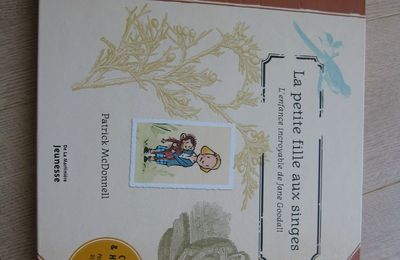 La petite fille aux singes
L'enfance incroyable de Jane Goodall
Patrick McDonnell
De La Martinière
Jeunesse